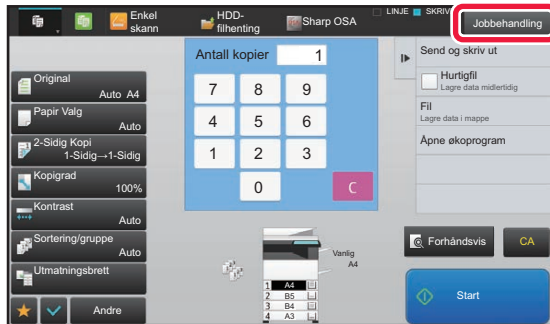 Enkel
skann
HDD-
filhenting
Sharp OSA
LINJE
SKRIV
Jobbehandling
Original
Auto A4
Papir Valg
Auto
2-Sidig Kopi
1-Sidig→1-Sidig
Kopigrad
100%
Kontrast
Auto
Sortering/gruppe
Auto
Utmatningsbrett
Andre
Antall kopier
1
7 8 9
4 5 6
1 2 3
0 C
Vanlig
A4
1 A4
2 B5
3 B4
4 A3
Send og skriv ut
Hurtigfil
Lagre data midlertidig
Fil
Lagre data i mappe
Åpne økoprogram
Forhåndsvis
CA
Start